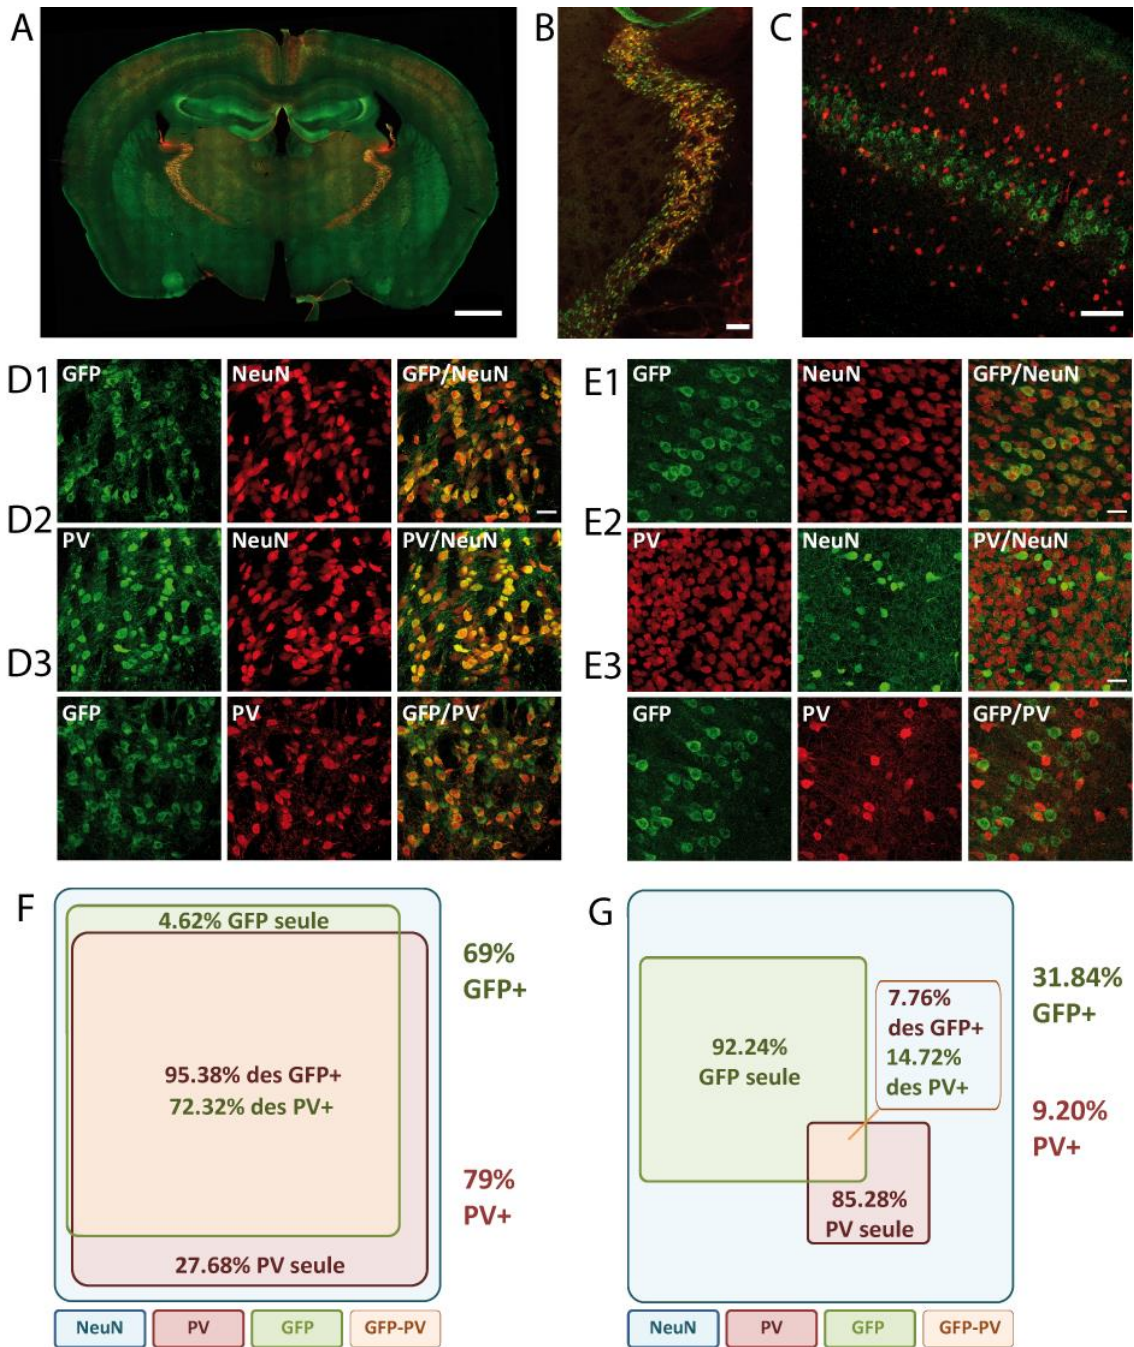 A
B
C
D1
GFP
NeuN
GFP/NeuN
E1
GFP
NeuN
GFP/NeuN
D2
PV
NeuN
PV/NeuN
E2
PV
NeuN
PV/NeuN
D3
GFP
PV
GFP/PV
E3
GFP
PV
GFP/PV
F
4.62% GFP seule
95.38% des GFP+
72.32% des PV+
27.68% PV seule
69%
GFP+
79%
PV+
NeuN
PV
GFP
GFP-PV
G
92.24%
GFP seule
7.76%
des GFP+
14.72%
des PV+
85.28%
PV seule
31.84%
GFP+
9.20%
PV+
NeuN
PV
GFP
GFP-PV